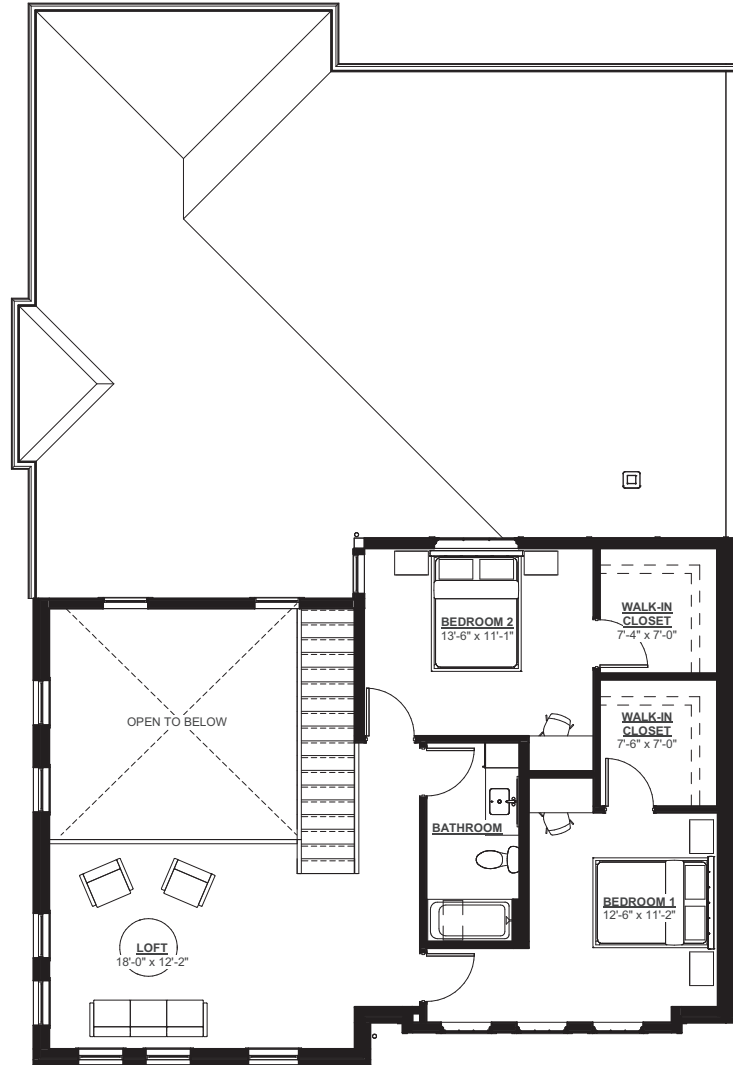 BEDROOM 2
13'-6" x 11'-1"
WALK-IN
CLOSET
7'-4" x 7'-0"
OPEN TO BELOW
WALK-IN
CLOSET
7'-6" x 7'-0"
BATHROOM
BEDROOM 1
12'-6" x 11'-2"
LOFT
18'-0" x 12'-2"